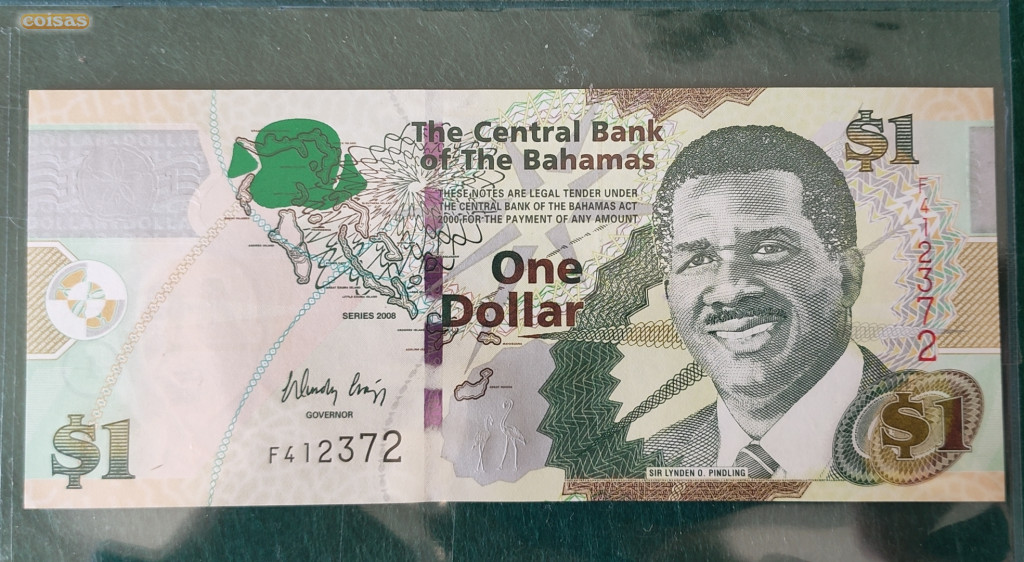 coisas
The Central Bank
of The Bahamas
THESE NOTES ARE LEGAL TENDER UNDER
THE CENTRAL BANK OF THE BAHAMAS ACT
2000 FOR THE PAYMENT OF ANY AMOUNT
$1
F412372
One
Dollar
SERIES 2008
GOVERNOR
F412372
$1
SIR LYNDEN O. PINDLING
$1